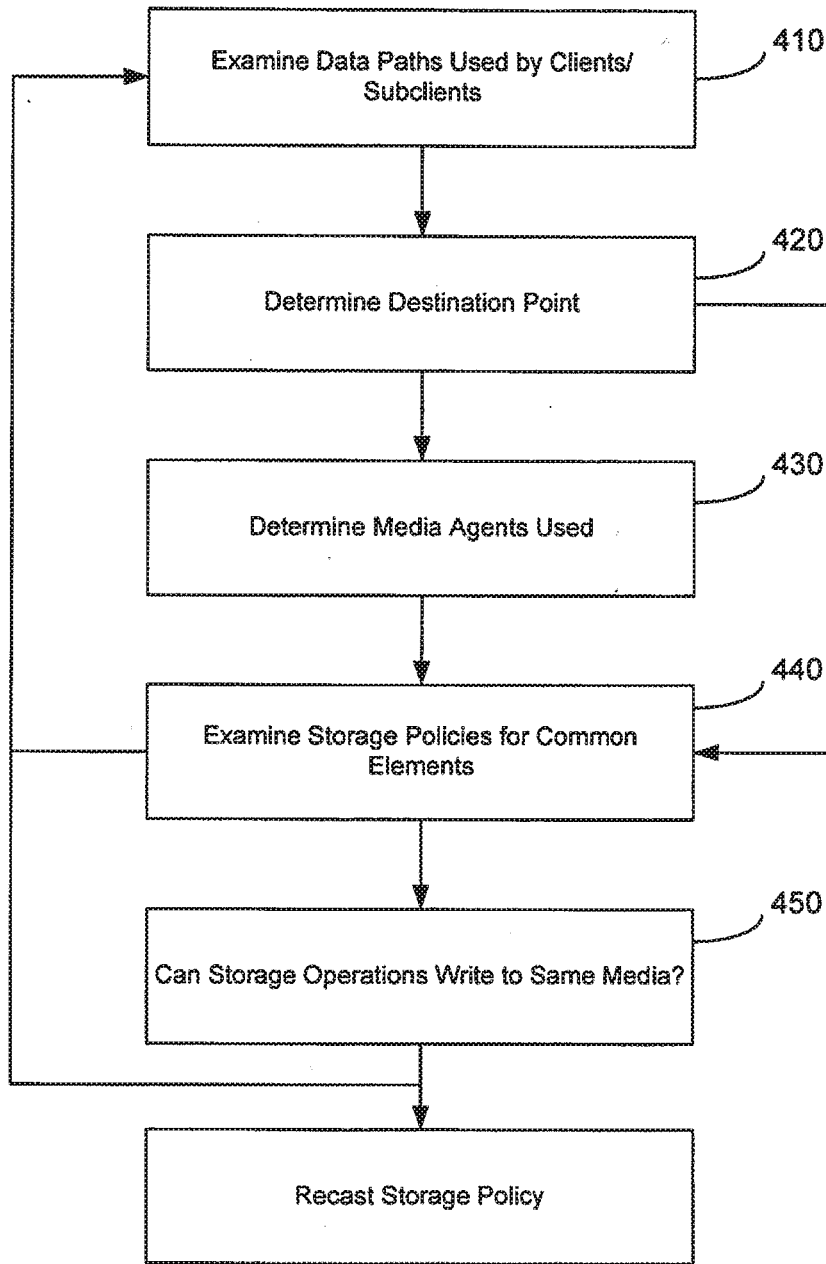 Examine Data Paths Used by Clients/
Subclients
410
Determine Destination Point
420
Determine Media Agents Used
430
Examine Storage Policies for Common
Elements
440
Can Storage Operations Write to Same Media?
450
Recast Storage Policy